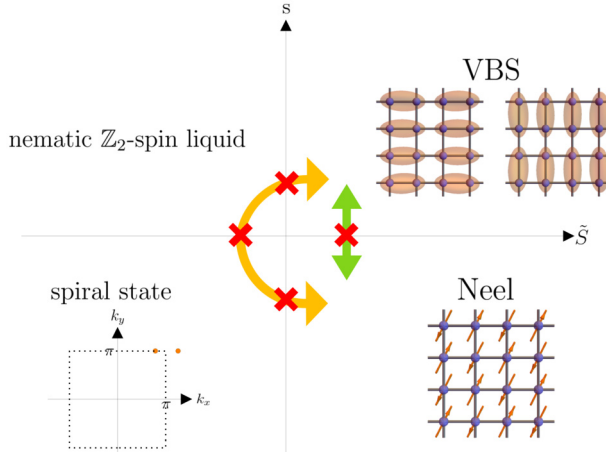 s
VBS
nematic ℤ₂-spin liquid
S̃
spiral state
Neel
k_y
π
π
k_x